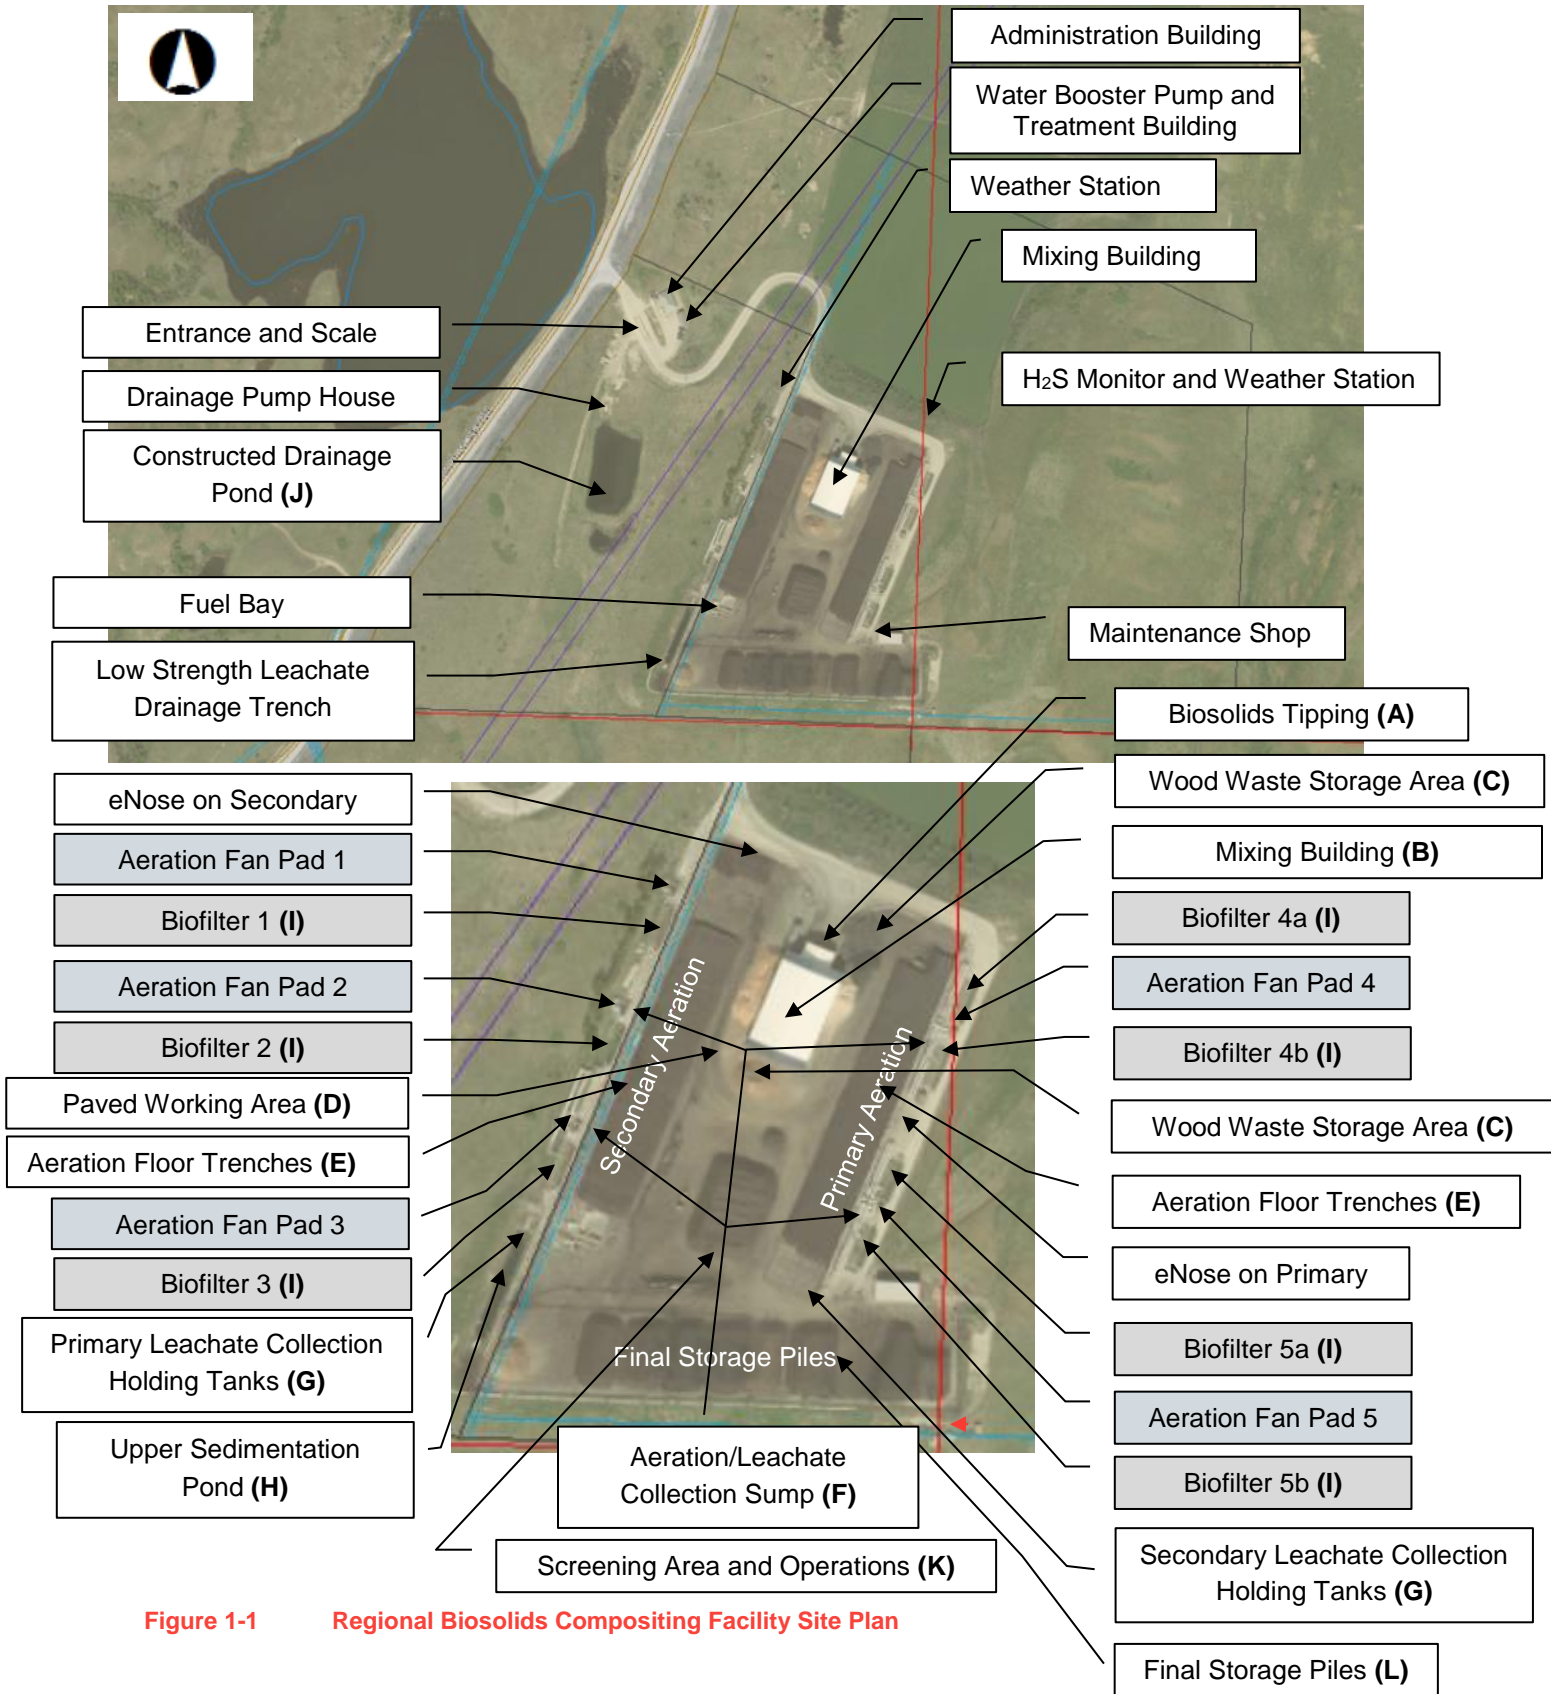 Administration Building
Water Booster Pump and
Treatment Building
Weather Station
Mixing Building
Entrance and Scale
Drainage Pump House
H2S Monitor and Weather Station
Constructed Drainage
Pond (J)
Fuel Bay
Maintenance Shop
Low Strength Leachate
Drainage Trench
Biosolids Tipping (A)
eNose on Secondary
Wood Waste Storage Area (C)
Aeration Fan Pad 1
Mixing Building (B)
Biofilter 1 (I)
Biofilter 4a (I)
Aeration Fan Pad 2
Aeration Fan Pad 4
Biofilter 2 (I)
Biofilter 4b (I)
Secondary Aeration
Primary Aeration
Paved Working Area (D)
Wood Waste Storage Area (C)
Aeration Floor Trenches (E)
Aeration Floor Trenches (E)
Aeration Fan Pad 3
eNose on Primary
Biofilter 3 (I)
Biofilter 5a (I)
Primary Leachate Collection
Holding Tanks (G)
Final Storage Piles
Aeration Fan Pad 5
Upper Sedimentation
Pond (H)
Aeration/Leachate
Collection Sump (F)
Biofilter 5b (I)
Screening Area and Operations (K)
Secondary Leachate Collection
Holding Tanks (G)
Figure 1-1 Regional Biosolids Compositing Facility Site Plan
Final Storage Piles (L)